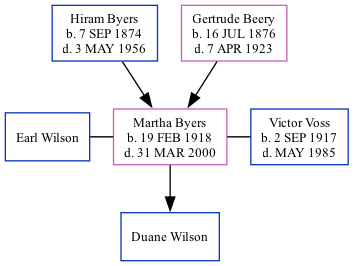 Hiram Byers
b. 7 SEP 1874
d. 3 MAY 1956
Gertrude Beery
b. 16 JUL 1876
d. 7 APR 1923
Earl Wilson
Martha Byers
b. 19 FEB 1918
d. 31 MAR 2000
Victor Voss
b. 2 SEP 1917
d. MAY 1985
Duane Wilson